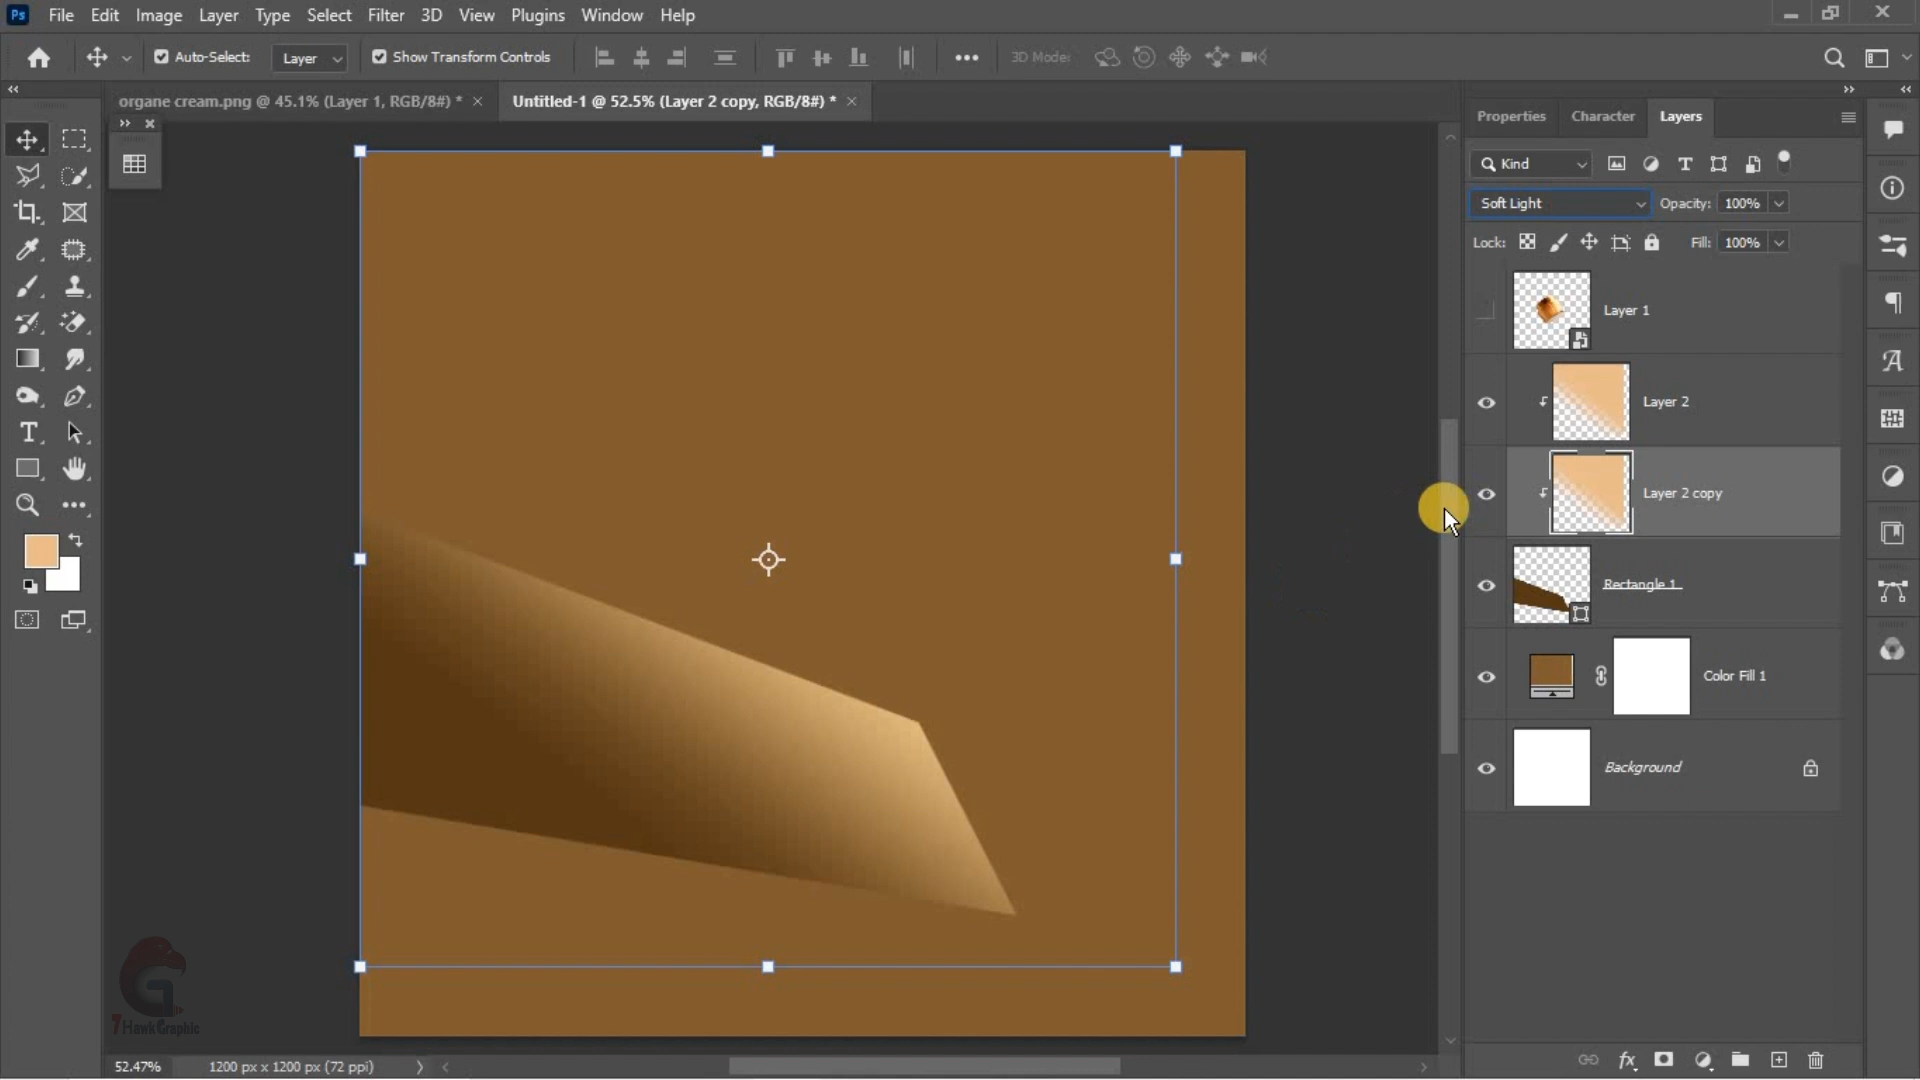 Ps File Edit Image Layer Type Select Filter 3D View Plugins Window Help
Auto-Select: Layer Show Transform Controls 3D Mode:
organe cream.png @ 45.1% (Layer 1, RGB/8#) * Untitled-1 @ 52.5% (Layer 2 copy, RGB/8#) *
Properties Character Layers
Kind
Soft Light Opacity: 100%
Lock: Fill: 100%
Layer 1
Layer 2
Layer 2 copy
Rectangle 1
Color Fill 1
Background
7HawkGraphic
52.47% 1200 px x 1200 px (72 ppi)